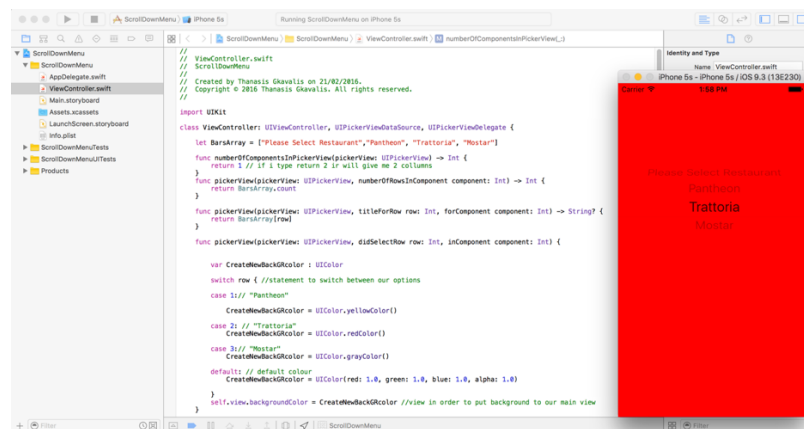 ScrollDownMenu
iPhone 5s
Running ScrollDownMenu on iPhone 5s
ScrollDownMenu
ScrollDownMenu
ViewController.swift
numberOfComponentsInPickerView(_:)
ScrollDownMenu
ScrollDownMenu
AppDelegate.swift
ViewController.swift
Main.storyboard
Assets.xcassets
LaunchScreen.storyboard
Info.plist
ScrollDownMenuTests
ScrollDownMenuUITests
Products
//
// ViewController.swift
// ScrollDownMenu
//
// Created by Thanasis Gkavalis on 21/02/2016.
// Copyright © 2016 Thanasis Gkavalis. All rights reserved.
//
import UIKit
class ViewController: UIViewController, UIPickerViewDataSource, UIPickerViewDelegate {
let BarsArray = ["Please Select Restaurant","Pantheon", "Trattoria", "Mostar"]
func numberOfComponentsInPickerView(pickerView: UIPickerView) -> Int {
return 1 // if i type return 2 ir will give me 2 collumns
}
func pickerView(pickerView: UIPickerView, numberOfRowsInComponent component: Int) -> Int {
return BarsArray.count
}
func pickerView(pickerView: UIPickerView, titleForRow row: Int, forComponent component: Int) -> String? {
return BarsArray[row]
}
func pickerView(pickerView: UIPickerView, didSelectRow row: Int, inComponent component: Int) {
var CreateNewBackGRcolor : UIColor
switch row { //statement to switch between our options
case 1:// "Pantheon"
CreateNewBackGRcolor = UIColor.yellowColor()
case 2: // "Trattoria"
CreateNewBackGRcolor = UIColor.redColor()
case 3:// "Mostar"
CreateNewBackGRcolor = UIColor.grayColor()
default: // default colour
CreateNewBackGRcolor = UIColor(red: 1.0, green: 1.0, blue: 1.0, alpha: 1.0)
}
self.view.backgroundColor = CreateNewBackGRcolor //view in order to put background to our main view
}
Identity and Type
Name ViewController.swift
iPhone 5s - iPhone 5s / iOS 9.3 (13E230)
Carrier 1:58 PM
Please Select Restaurant
Pantheon
Trattoria
Mostar
Filter
ScrollDownMenu
Filter